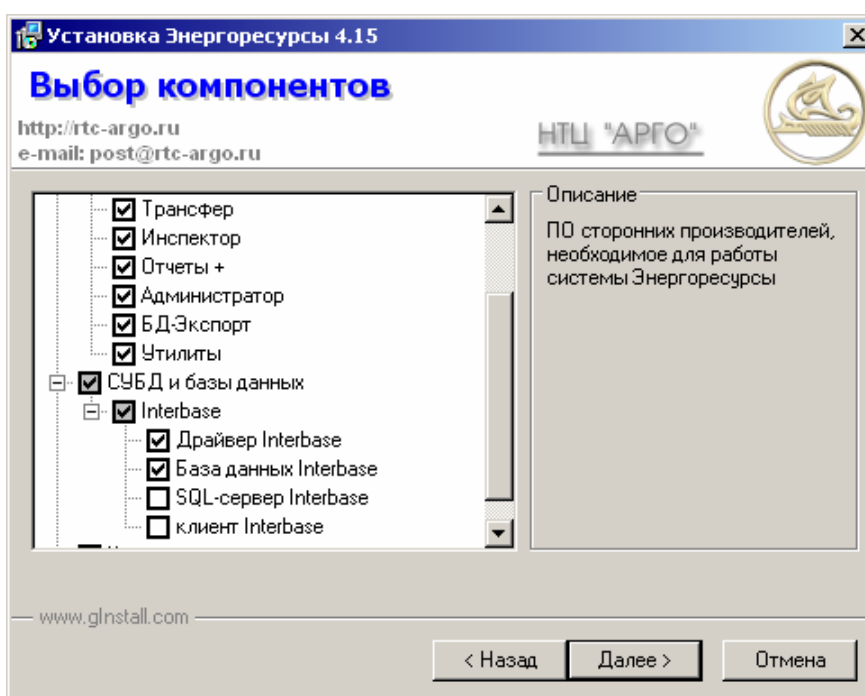 Установка Энергоресурсы 4.15
Выбор компонентов
http://rtc-argo.ru
e-mail: post@rtc-argo.ru
НТЦ "АРГО"
Трансфер
Инспектор
Отчеты +
Администратор
БД-Экспорт
Утилиты
СУБД и базы данных
Interbase
Драйвер Interbase
База данных Interbase
SQL-сервер Interbase
клиент Interbase
Описание
ПО сторонних производителей,
необходимое для работы
системы Энергоресурсы
www.gInstall.com
< Назад
Далее >
Отмена